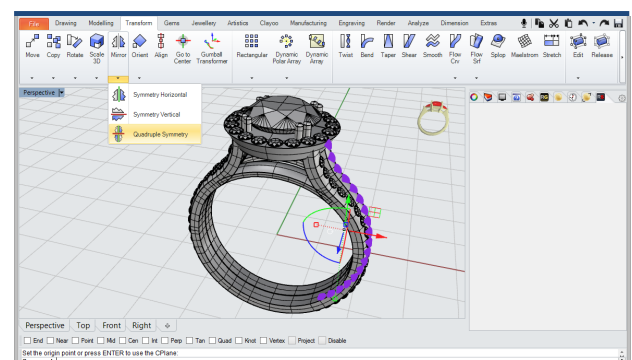 File Drawing Modelling Transform Gems Jewellery Artistica Clayoo Manufacturing Engraving Render Analyze Dimension Extras
Move Copy Rotate Scale 3D Mirror Orient Align Go to Center Gumball Transformer Rectangular Dynamic Polar Array Dynamic Array Twist Bend Taper Shear Smooth Flow Crv Flow Srf Splop Maelstrom Stretch Edit Release
Perspective
Symmetry Horizontal
Symmetry Vertical
Quadruple Symmetry
Perspective Top Front Right
End Near Point Mid Cen Int Perp Tan Quad Knot Vertex Project Disable
Set the origin point or press ENTER to use the CPlane: